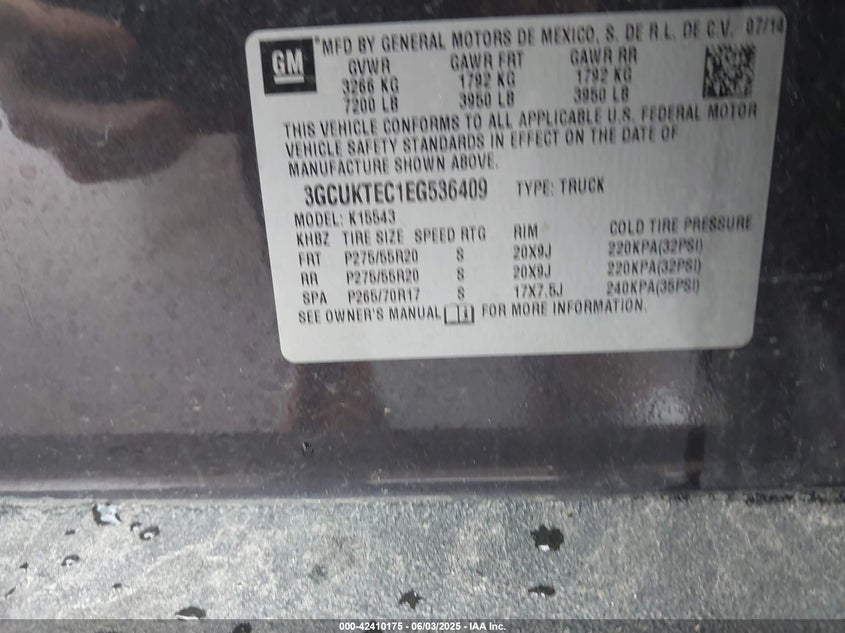 GM
*MFD BY GENERAL MOTORS DE MEXICO, S. DE R.L. DE C.V. 07/14
GVWR GAWR FRT GAWR RR
3266 KG 1792 KG 1792 KG
7200 LB 3950 LB 3950 LB
THIS VEHICLE CONFORMS TO ALL APPLICABLE U.S. FEDERAL MOTOR
VEHICLE SAFETY STANDARDS IN EFFECT ON THE DATE OF
MANUFACTURE SHOWN ABOVE.
3GCUKTEC1EG536409 TYPE: TRUCK
MODEL: K15543
KHBZ TIRE SIZE SPEED RTG RIM COLD TIRE PRESSURE
FRT P275/55R20 S 20X9J 220KPA(32PSI)
RR P275/55R20 S 20X9J 220KPA(32PSI)
SPA P265/70R17 S 17X7.5J 240KPA(35PSI)
SEE OWNER'S MANUAL FOR MORE INFORMATION.
000-42410175 - 06/03/2025 - IAA Inc.